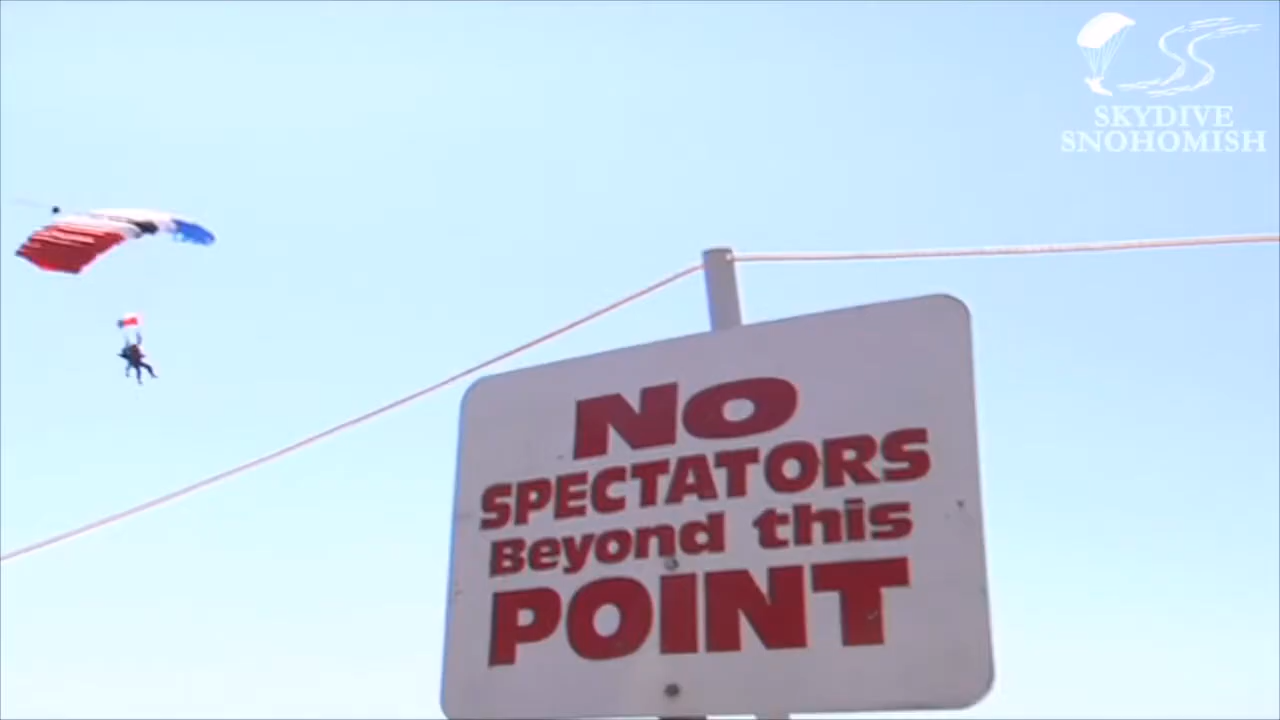 SKYDIVE
SNOHOMISH
NO
SPECTATORS
Beyond this
POINT